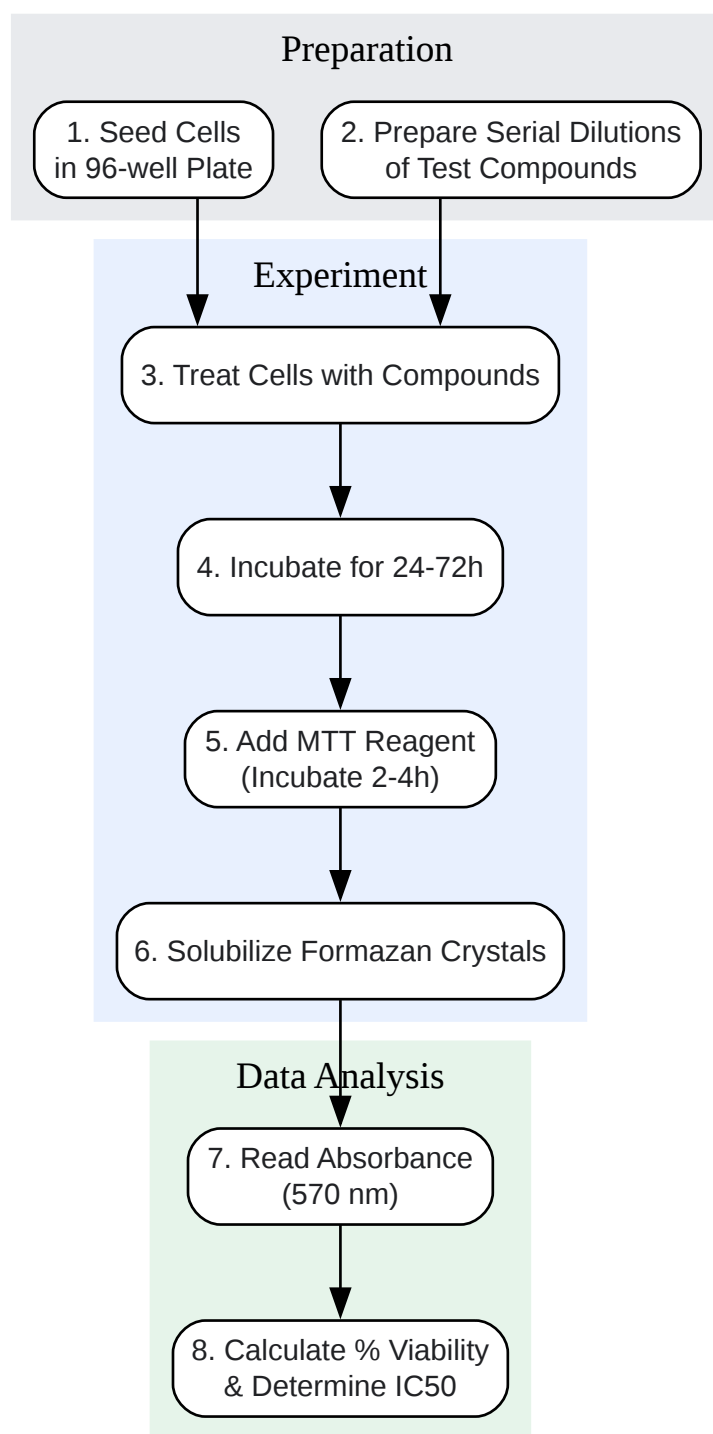 Preparation
1. Seed Cells
in 96-well Plate
2. Prepare Serial Dilutions
of Test Compounds
Experiment
3. Treat Cells with Compounds
4. Incubate for 24-72h
5. Add MTT Reagent
(Incubate 2-4h)
6. Solubilize Formazan Crystals
Data Analysis
7. Read Absorbance
(570 nm)
8. Calculate % Viability
& Determine IC50